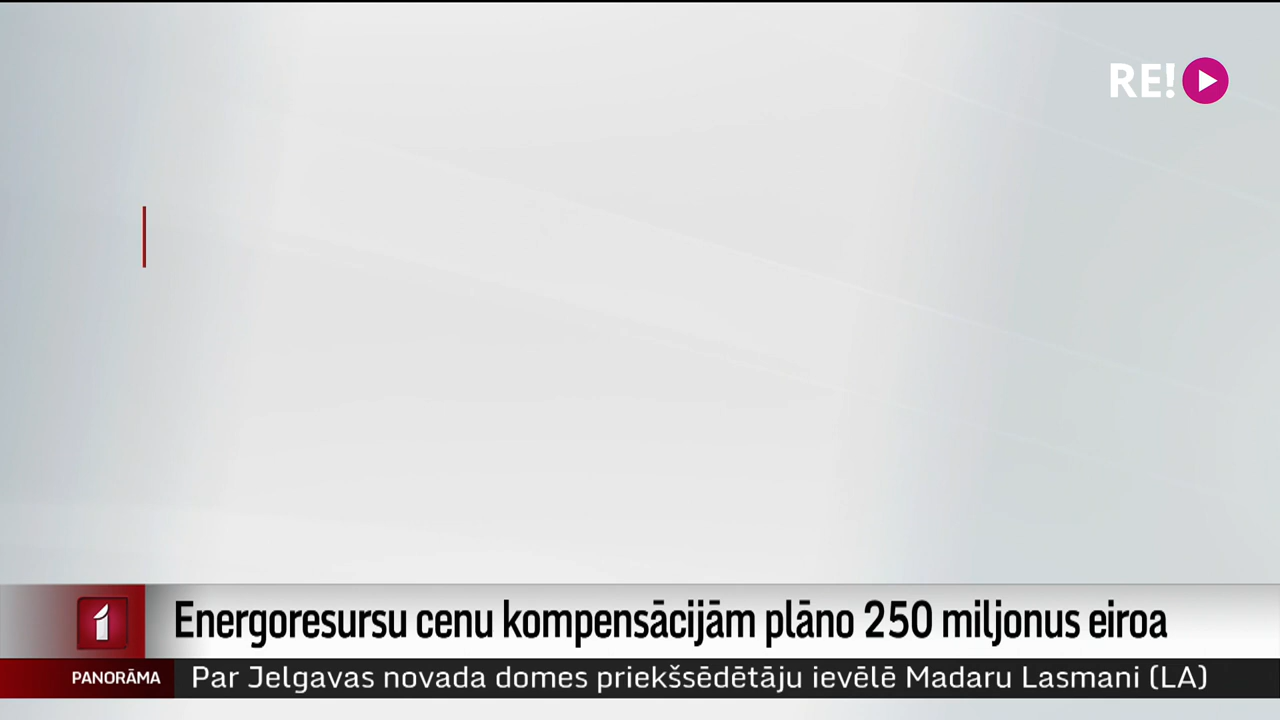 RE!
Energoresursu cenu kompensācijām plāno 250 miljonus eiroa
1
PANORĀMA
Par Jelgavas novada domes priekšsēdētāju ievēlē Madaru Lasmani (LA)